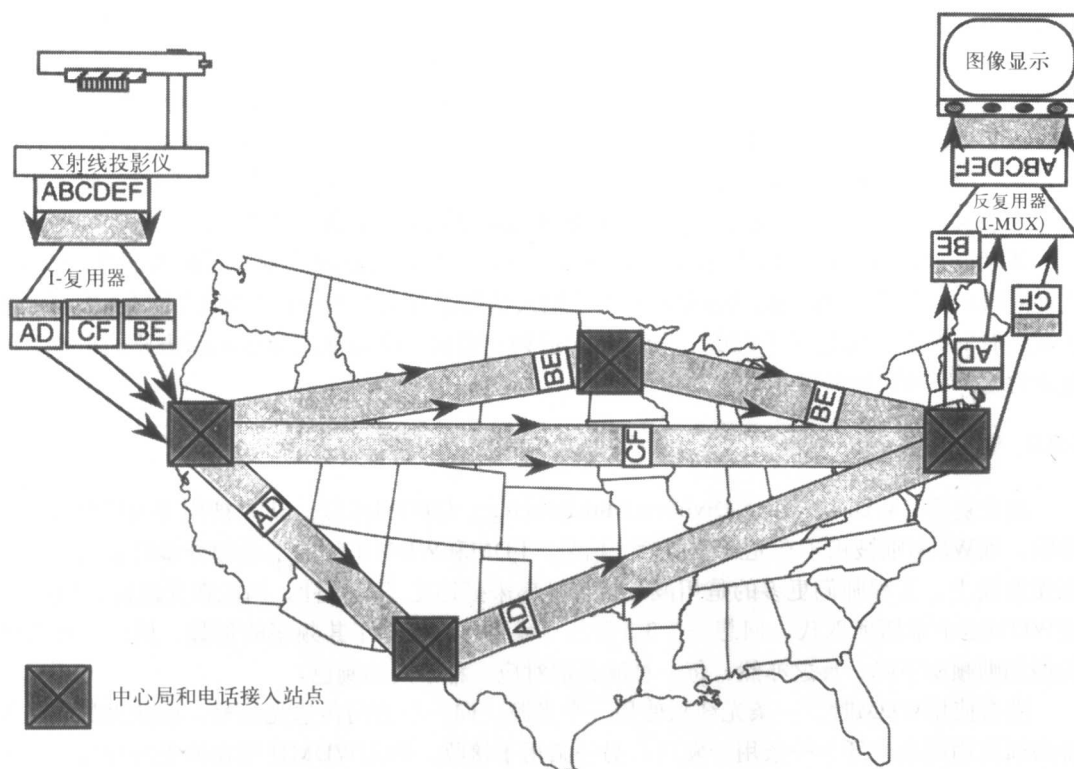 X射线投影仪
ABCDEF
I-复用器
AD
CF
BE
图像显示
ABCDEF
反复用器
(I-MUX)
BE
CF
AD
BE
BE
CF
AD
AD
中心局和电话接入站点